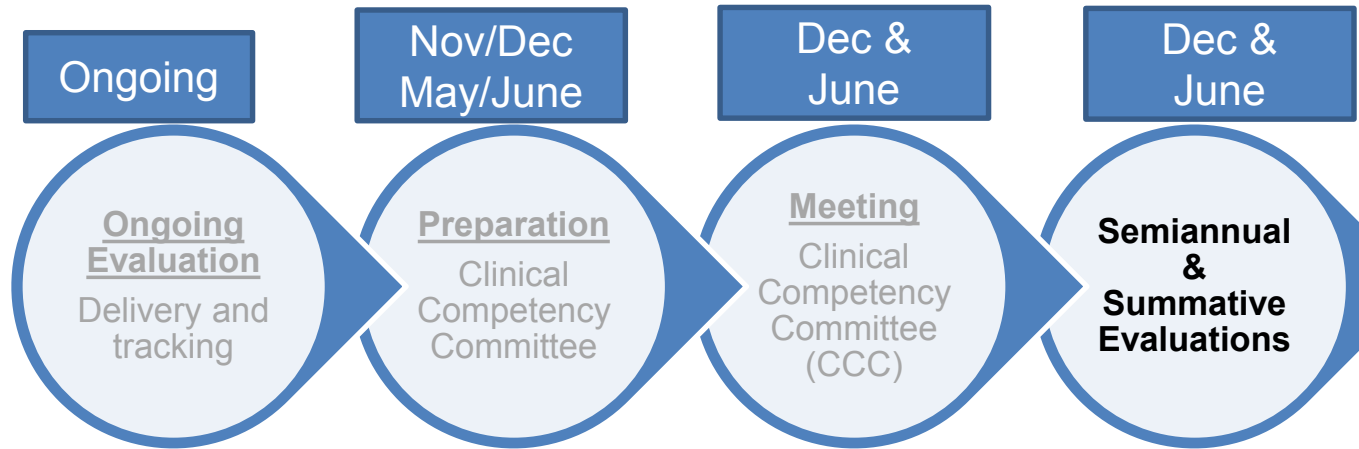 Ongoing
Nov/Dec
May/June
Dec &
June
Dec &
June
Ongoing
Evaluation
Delivery and
tracking
Preparation
Clinical
Competency
Committee
Meeting
Clinical
Competency
Committee
(CCC)
Semiannual
&
Summative
Evaluations